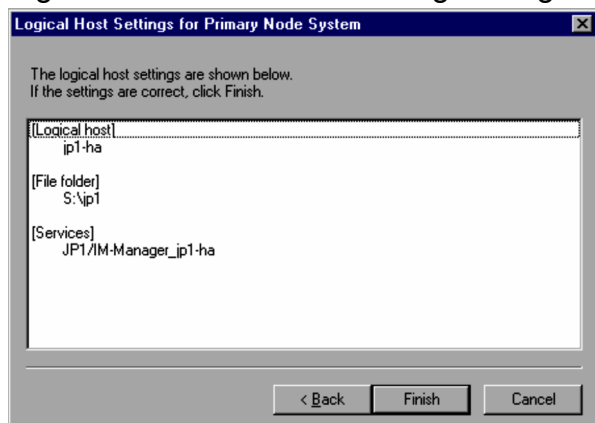 Logical Host Settings for Primary Node System
The logical host settings are shown below.
If the settings are correct, click Finish.
[Logical host]
jp1-ha
[File folder]
S:\jp1
[Services]
JP1/IM-Manager_jp1-ha
< Back
Finish
Cancel